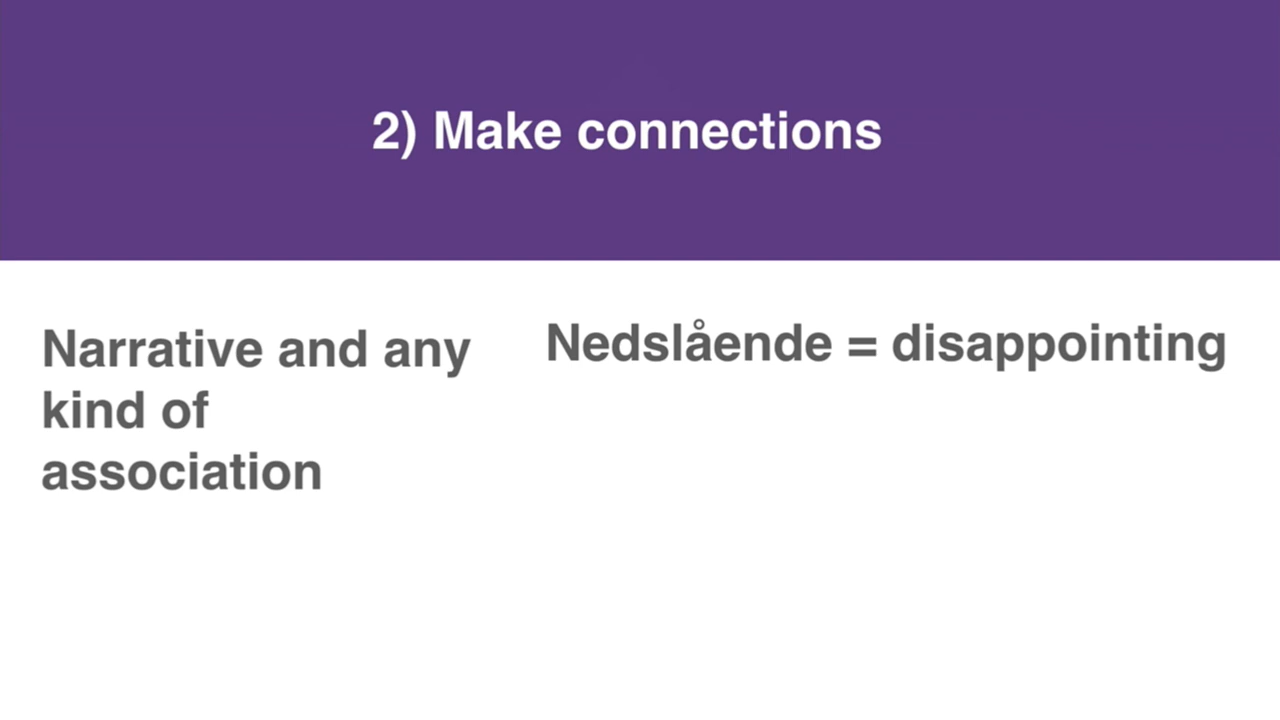 2) Make connections
Narrative and any
kind of
association
Nedslående = disappointing